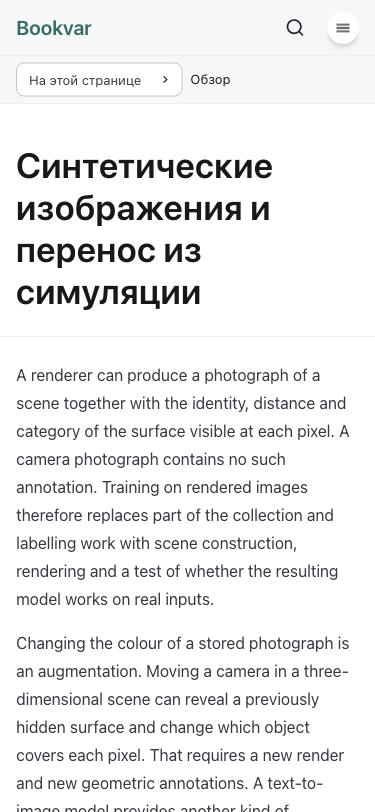 Bookvar
На этой странице
Обзор
Синтетические
изображения и
перенос из
симуляции
A renderer can produce a photograph of a
scene together with the identity, distance and
category of the surface visible at each pixel. A
camera photograph contains no such
annotation. Training on rendered images
therefore replaces part of the collection and
labelling work with scene construction,
rendering and a test of whether the resulting
model works on real inputs.
Changing the colour of a stored photograph is
an augmentation. Moving a camera in a three-
dimensional scene can reveal a previously
hidden surface and change which object
covers each pixel. That requires a new render
and new geometric annotations. A text-to-
image model provides another kind of